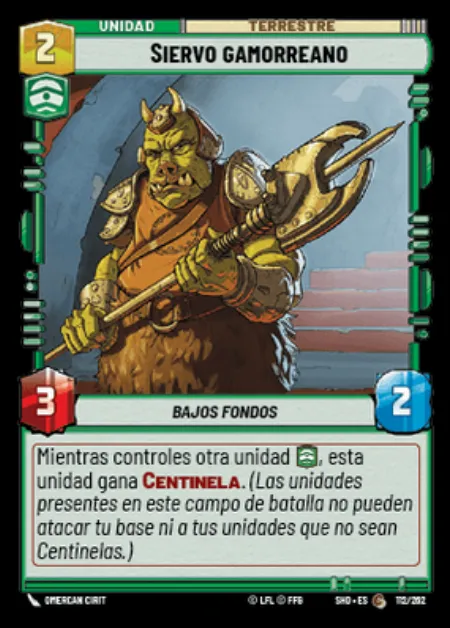 UNIDAD TERRESTRE
2 SIERVO GAMORREANO
3 BAJOS FONDOS 2
Mientras controles otra unidad , esta
unidad gana CENTINELA. (Las unidades
presentes en este campo de batalla no pueden
atacar tu base ni a tus unidades que no sean
Centinelas.)
OMERCAN CIRIT © LFL © FFG SHD • ES C 112/262